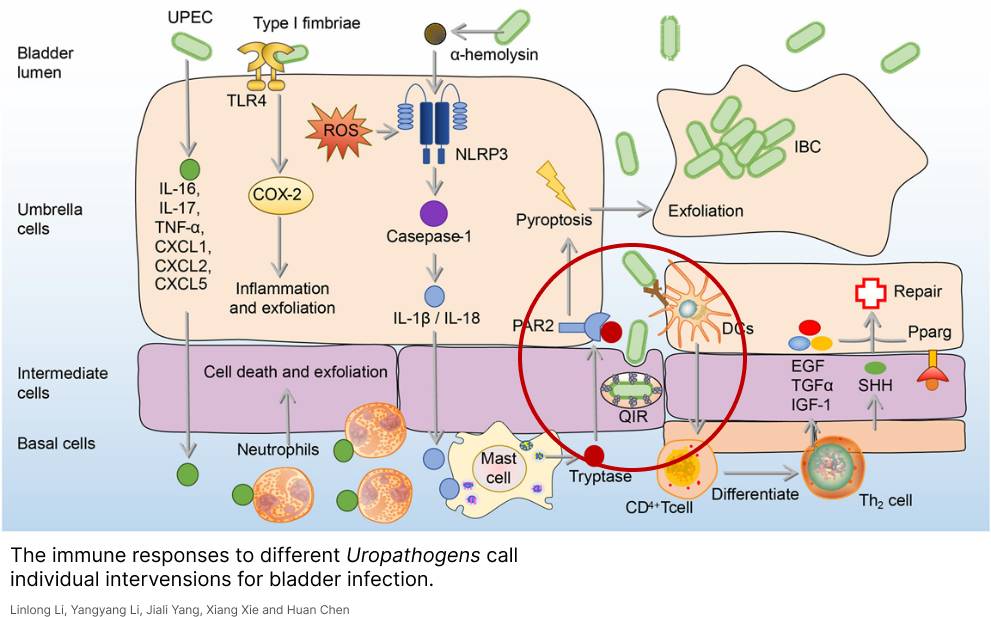 UPEC
Type I fimbriae
Bladder
lumen
α-hemolysin
TLR4
ROS
NLRP3
IBC
IL-16,
IL-17,
TNF-α,
CXCL1,
CXCL2,
CXCL5
COX-2
Umbrella
cells
Casepase-1
Pyroptosis
Exfoliation
Inflammation
and exfoliation
IL-1β / IL-18
PAR2
DCs
Repair
Pparg
Intermediate
cells
Cell death and exfoliation
QIR
EGF
TGFα
IGF-1
SHH
Basal cells
Neutrophils
Mast
cell
Tryptase
CD⁴⁺Tcell
Differentiate
Th₂ cell
The immune responses to different Uropathogens call
individual intervensions for bladder infection.
Linlong Li, Yangyang Li, Jiali Yang, Xiang Xie and Huan Chen